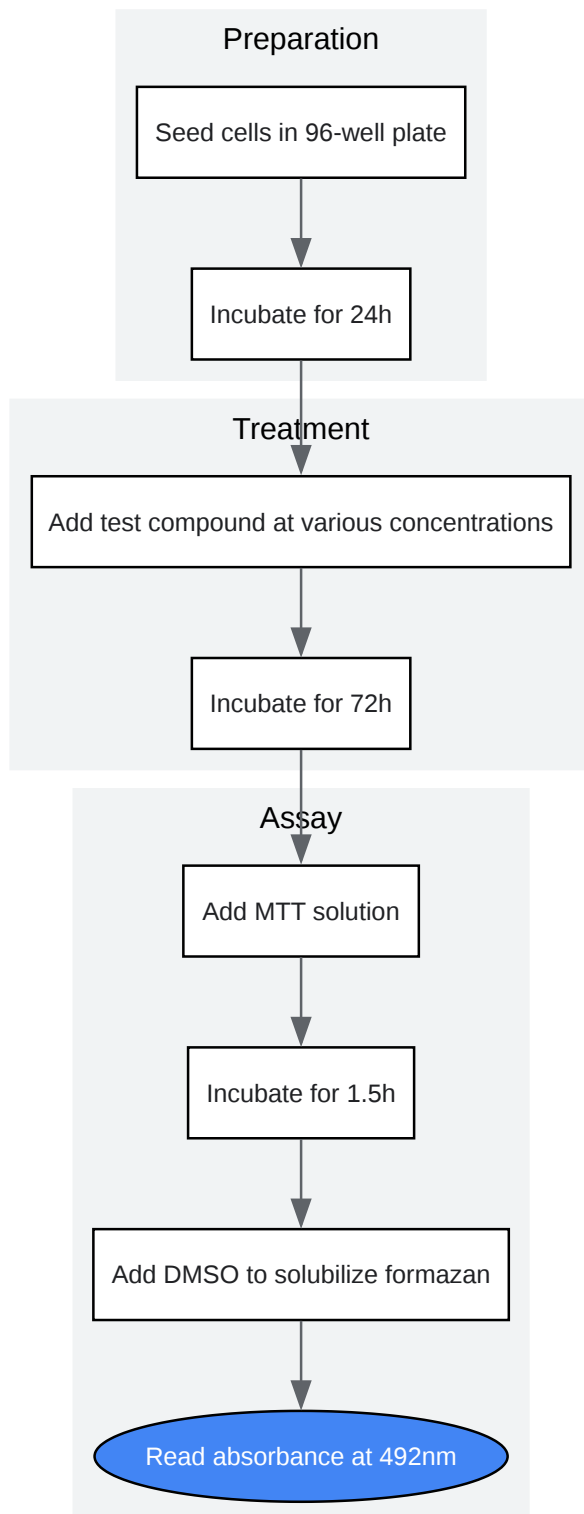 Preparation
Seed cells in 96-well plate
Incubate for 24h
Treatment
Add test compound at various concentrations
Incubate for 72h
Assay
Add MTT solution
Incubate for 1.5h
Add DMSO to solubilize formazan
Read absorbance at 492nm